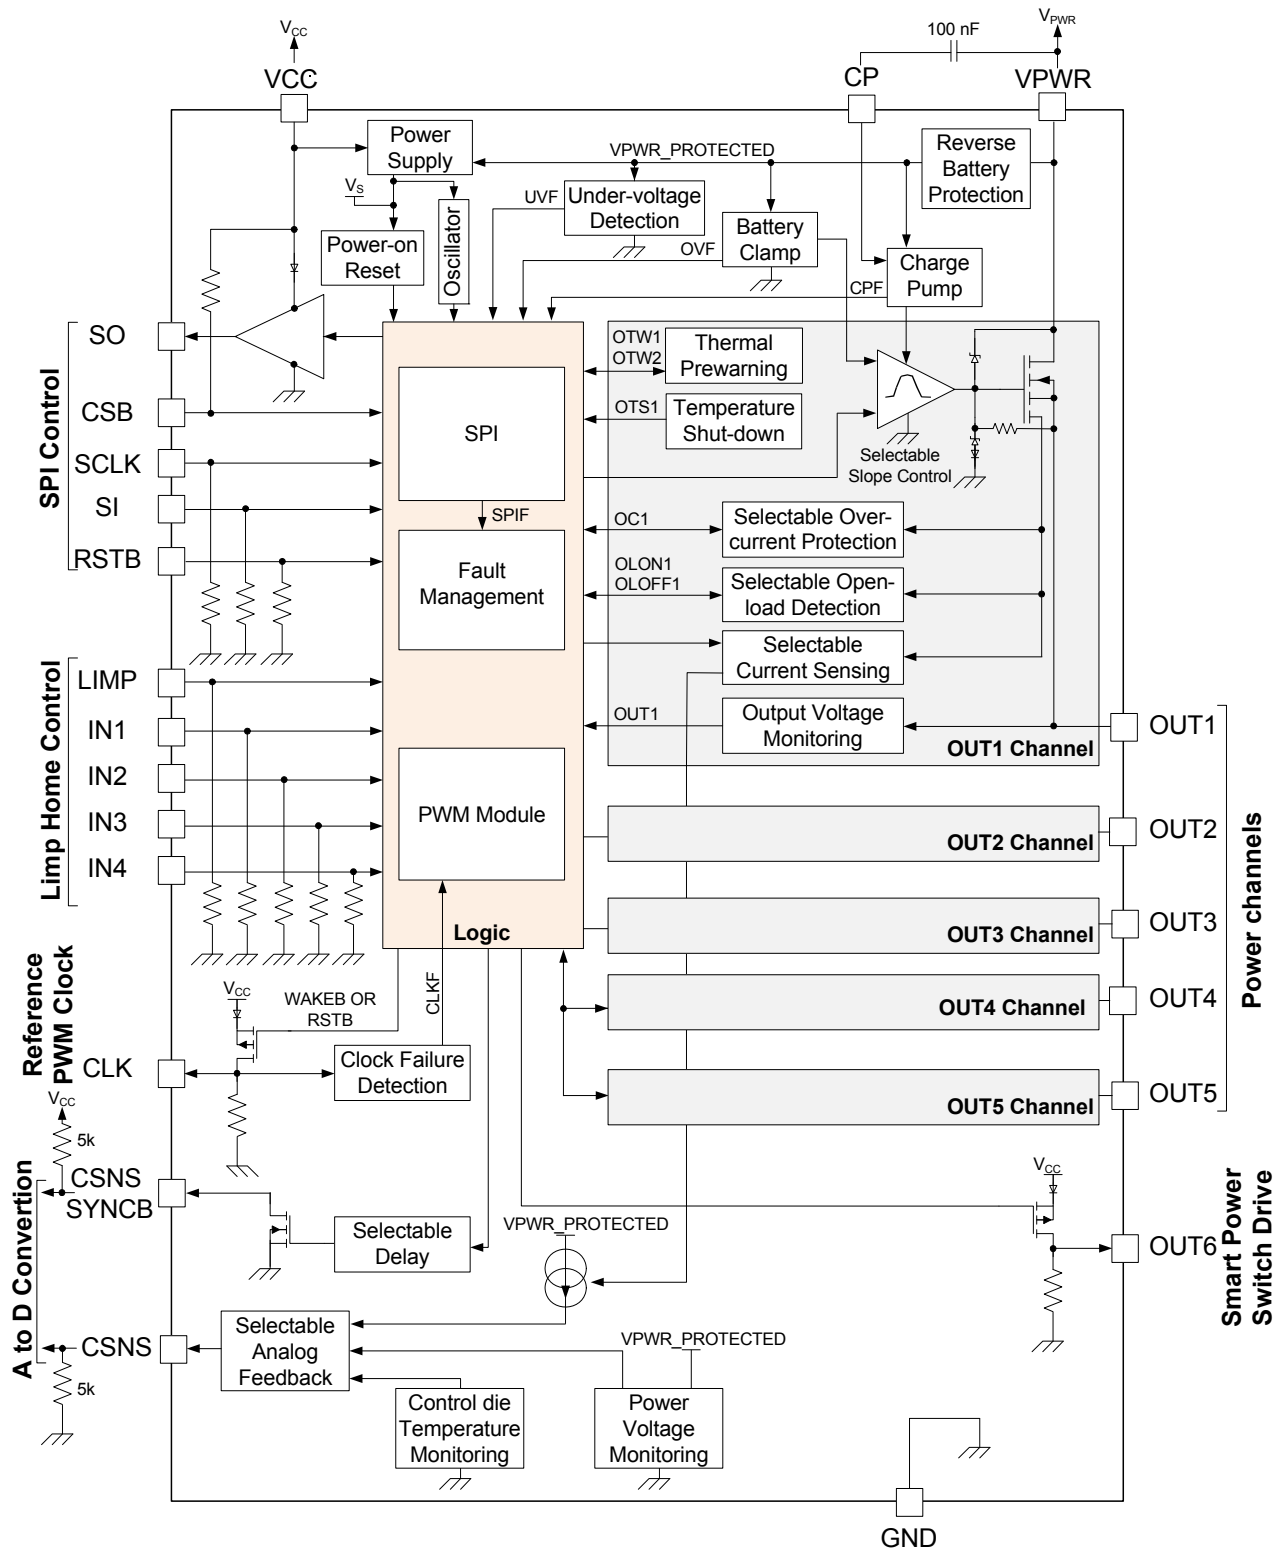 V_CC
100 nF
V_PWR
VCC
CP
VPWR
Power
Supply
VPWR_PROTECTED
Reverse
Battery
Protection
V_S
UVF
Under-voltage
Detection
Oscillator
Power-on
Reset
OVF
Battery
Clamp
Charge
Pump
CPF
SPI Control
SO
CSB
SCLK
SI
RSTB
SPI
SPIF
Fault
Management
PWM Module
Logic
OTW1
OTW2
Thermal
Prewarning
OTS1
Temperature
Shut-down
Selectable
Slope Control
OC1
Selectable Over-
current Protection
OLON1
OLOFF1
Selectable Open-
load Detection
Selectable
Current Sensing
OUT1
Output Voltage
Monitoring
OUT1 Channel
OUT1
Limp Home Control
LIMP
IN1
IN2
IN3
IN4
OUT2 Channel
OUT2
OUT3 Channel
OUT3
OUT4 Channel
OUT4
OUT5 Channel
OUT5
Power channels
Reference
PWM Clock
CLK
V_CC
WAKEB OR
RSTB
CLKF
Clock Failure
Detection
V_CC
5k
A to D Convertion
CSNS
SYNCB
Selectable
Delay
VPWR_PROTECTED
V_CC
OUT6
Smart Power
Switch Drive
CSNS
5k
Selectable
Analog
Feedback
VPWR_PROTECTED
Control die
Temperature
Monitoring
Power
Voltage
Monitoring
GND